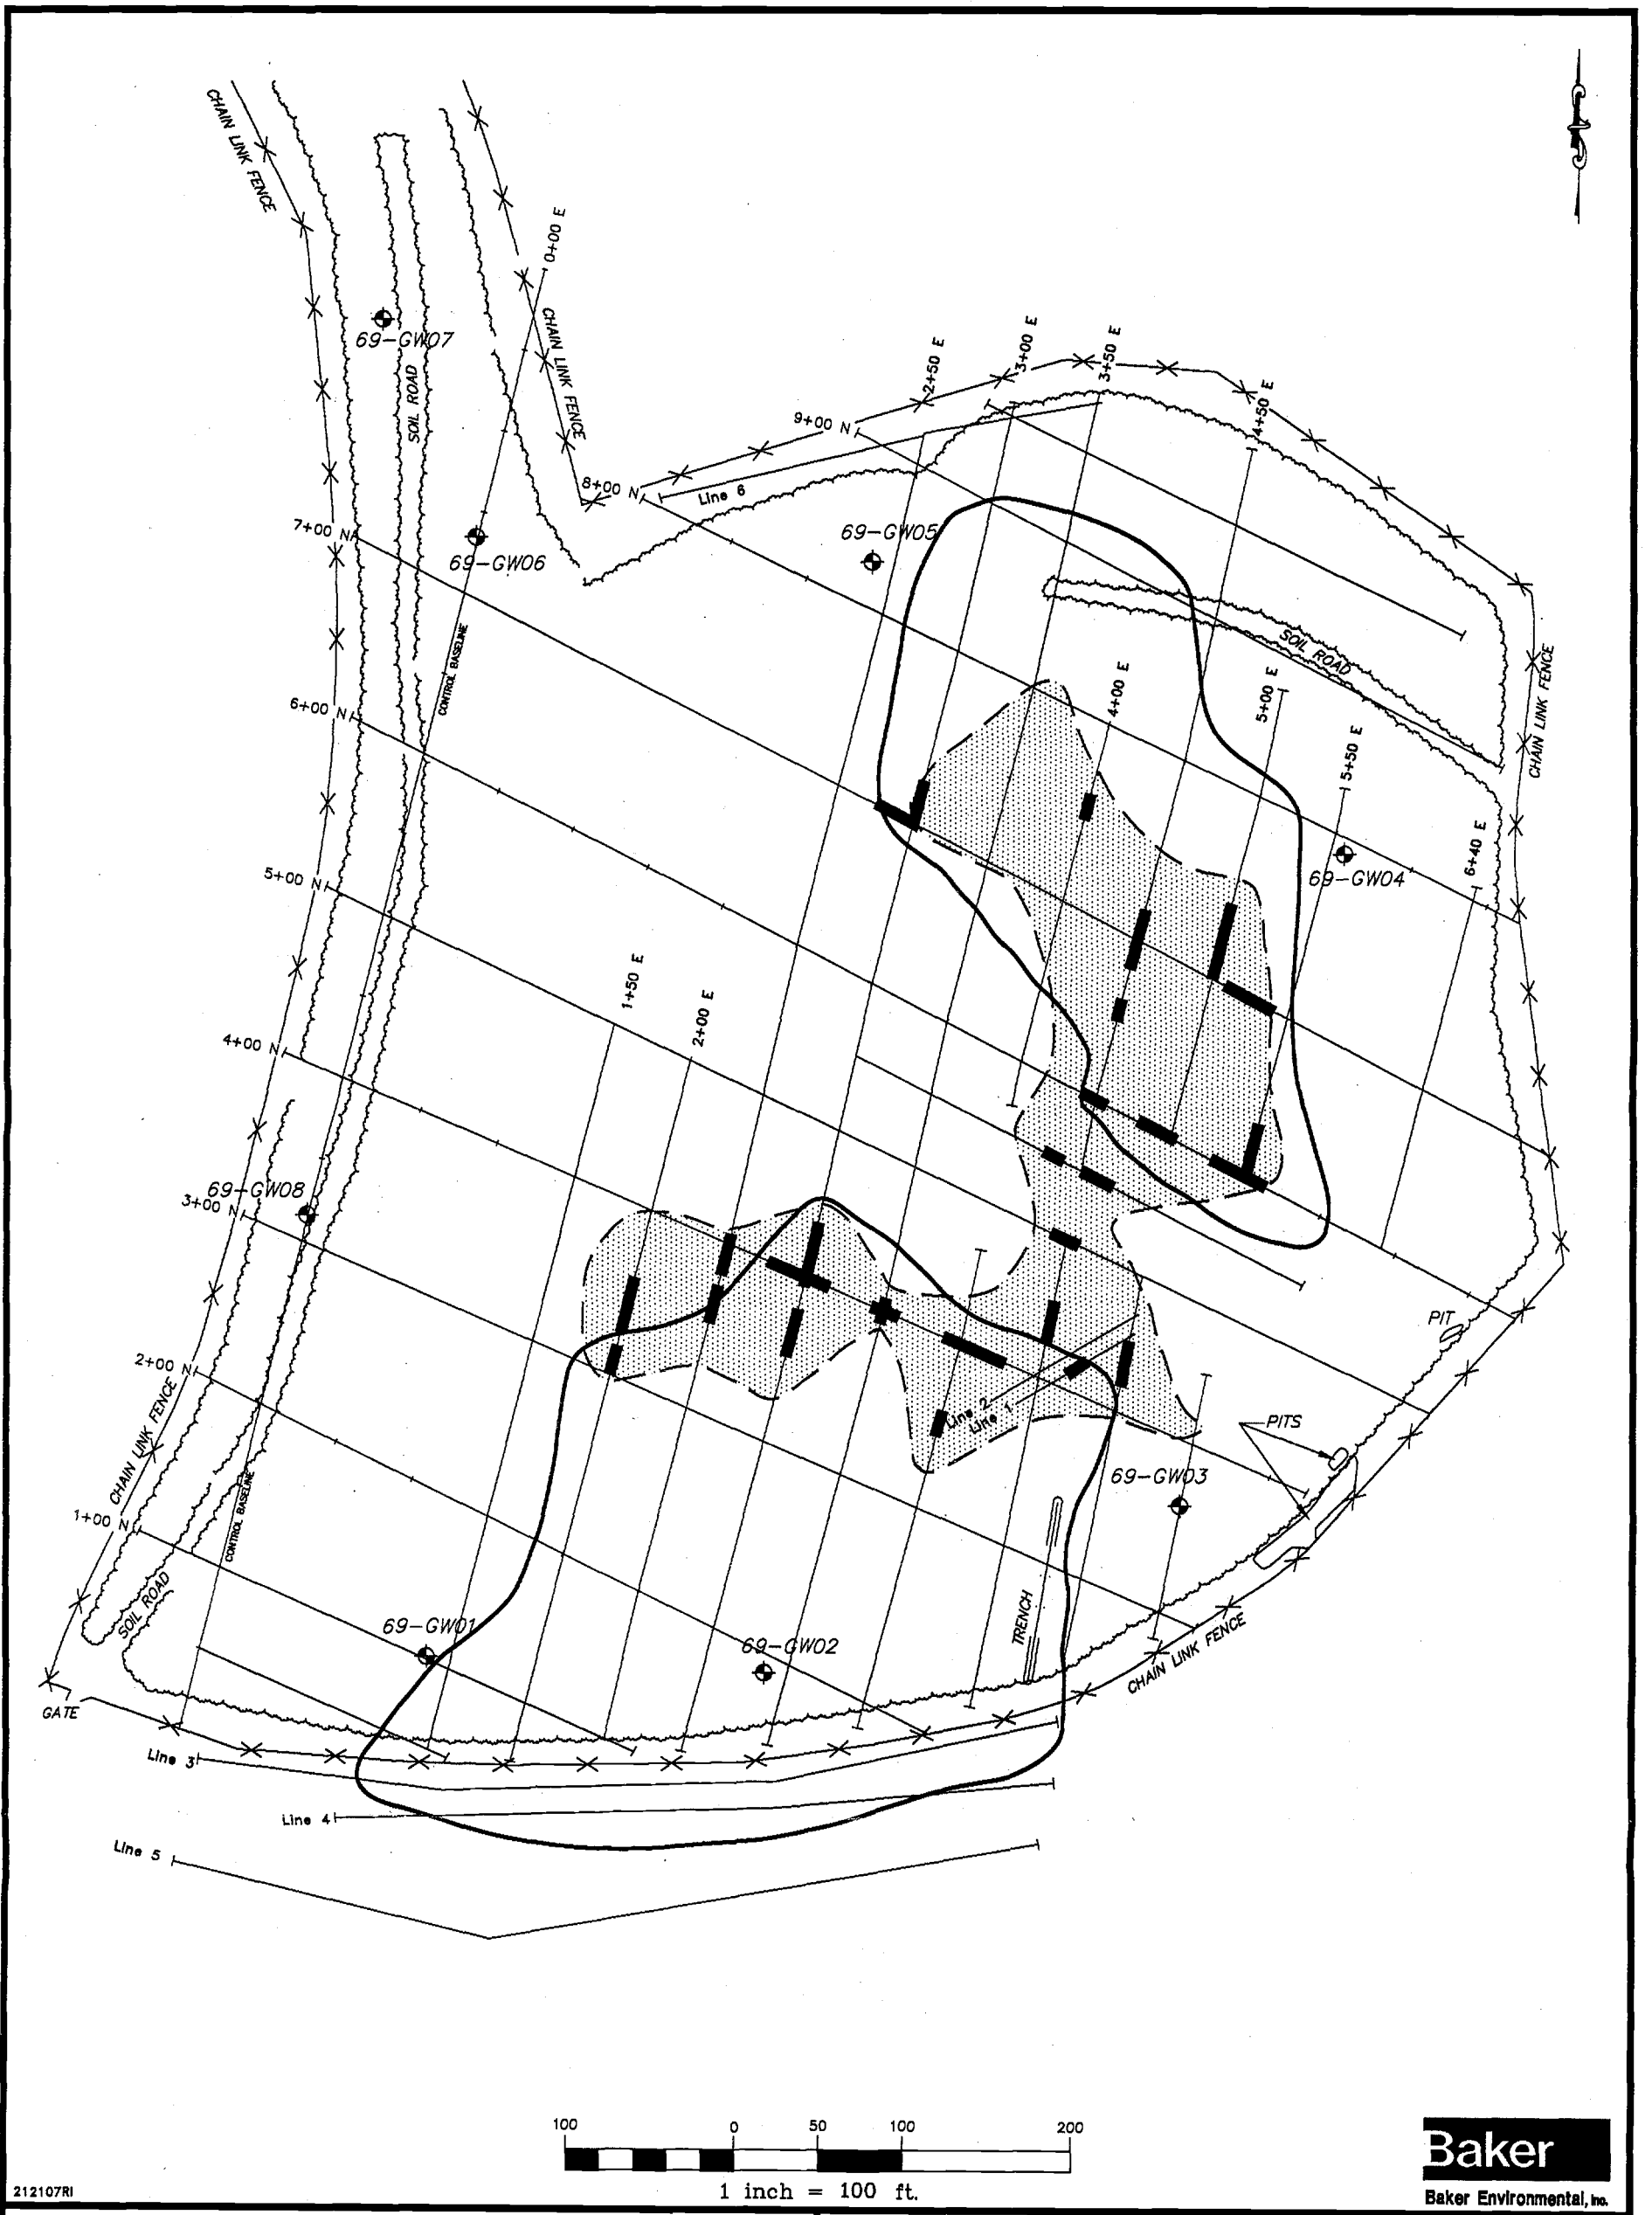 CHAIN LINK FENCE
0+00 E
CHAIN LINK FENCE
69-GW07
SOIL ROAD
2+50 E
3+00 E
3+50 E
4+50 E
9+00 N
8+00 N
Line 6
7+00 N
69-GW06
69-GW05
SOIL ROAD
CHAIN LINK FENCE
CONTROL BASELINE
6+00 N
4+00 E
5+00 E
5+50 E
6+40 E
69-GW04
5+00 N
1+50 E
2+00 E
4+00 N
69-GW08
3+00 N
PIT
2+00 N
Line 2
Line 1
PITS
CHAIN LINK FENCE
69-GW03
CONTROL BASELINE
1+00 N
SOIL ROAD
69-GW01
69-GW02
TRENCH
CHAIN LINK FENCE
GATE
Line 3
Line 4
Line 5
100 0 50 100 200
1 inch = 100 ft.
Baker
Baker Environmental, Inc.
212107RI